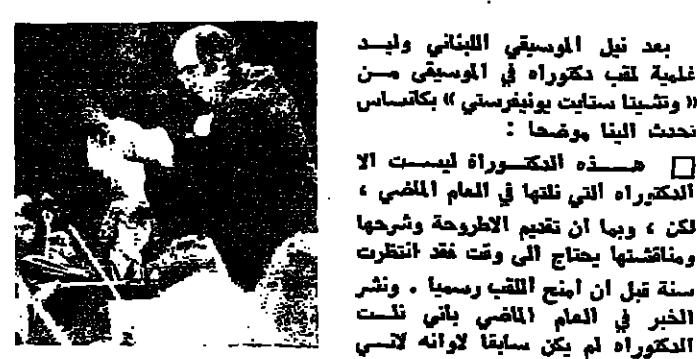 بعد نيل الموسيقي اللبناني وليد
غلمية لقب دكتوراه في الموسيقى من
« وتشيتا ستايت يونيفرستي » بكانساس
تحدث الينا موضحا :
□ هذه الدكتوراة ليست الا
الدكتوراه التي نلتها في العام الماضي ،
لكن ، وبما ان تقديم الاطروحة وشرحها
ومناقشتها يحتاج الى وقت فقد انتظرت
سنة قبل ان امنح اللقب رسميا . ونشر
الخبر في العام الماضي باني نلت
الدكتوراه لم يكن سابقا لاوانه لانسي